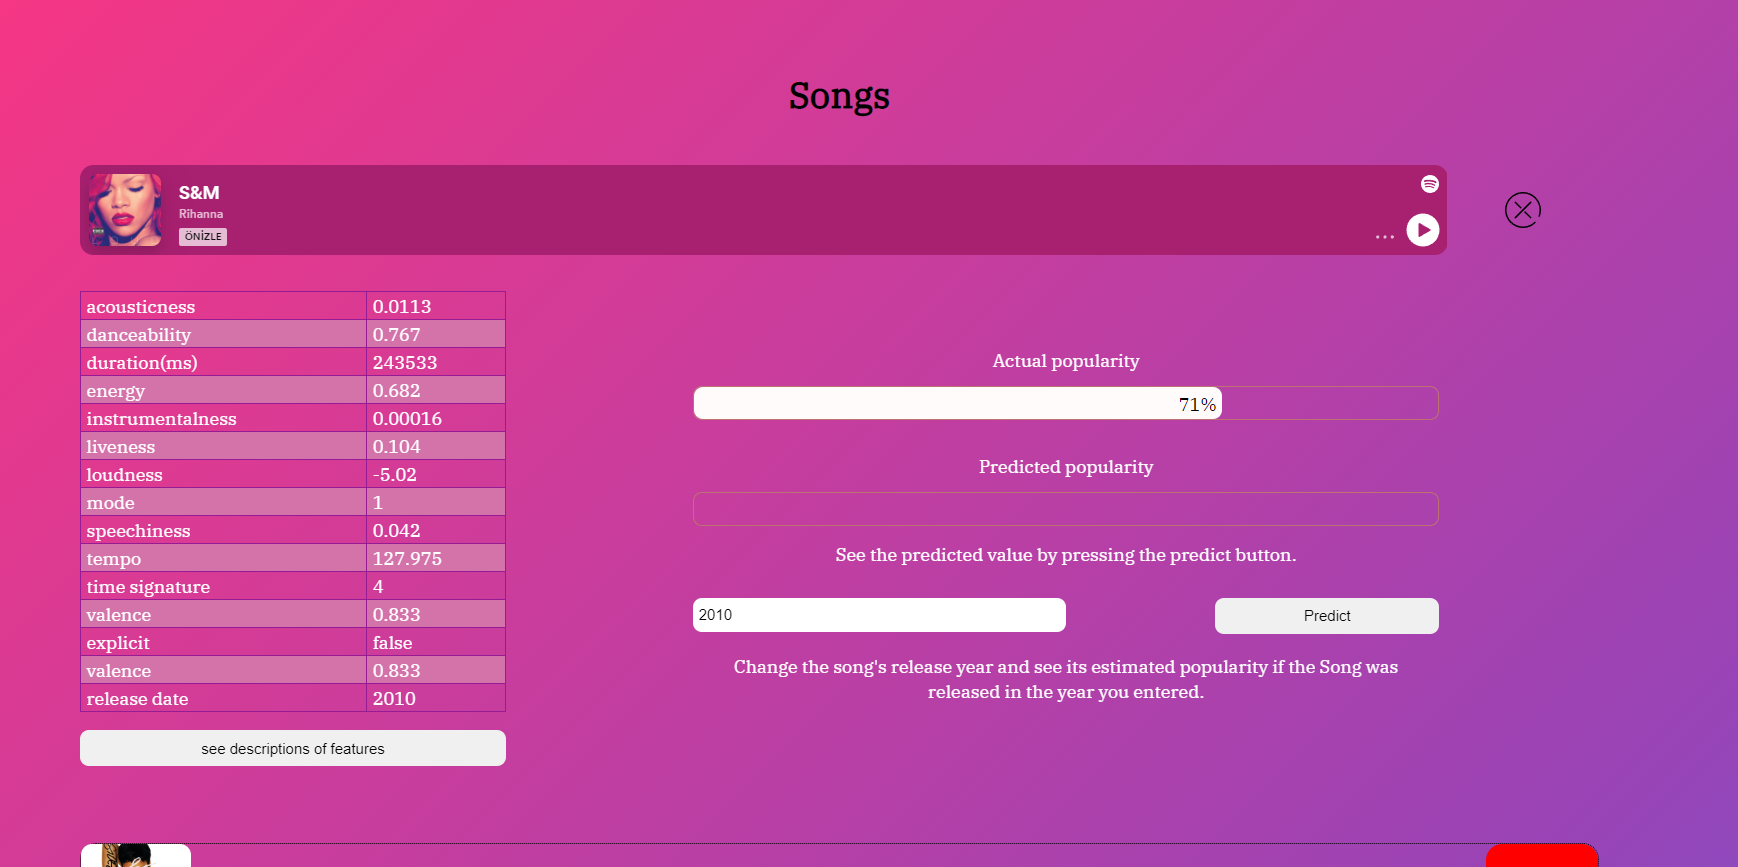 Songs
S&M
Rihanna
ÖNİZLE
acousticness 0.0113
danceability 0.767
duration(ms) 243533
energy 0.682
instrumentalness 0.00016
liveness 0.104
loudness -5.02
mode 1
speechiness 0.042
tempo 127.975
time signature 4
valence 0.833
explicit false
valence 0.833
release date 2010
see descriptions of features
Actual popularity
71%
Predicted popularity
See the predicted value by pressing the predict button.
2010
Predict
Change the song's release year and see its estimated popularity if the Song was
released in the year you entered.